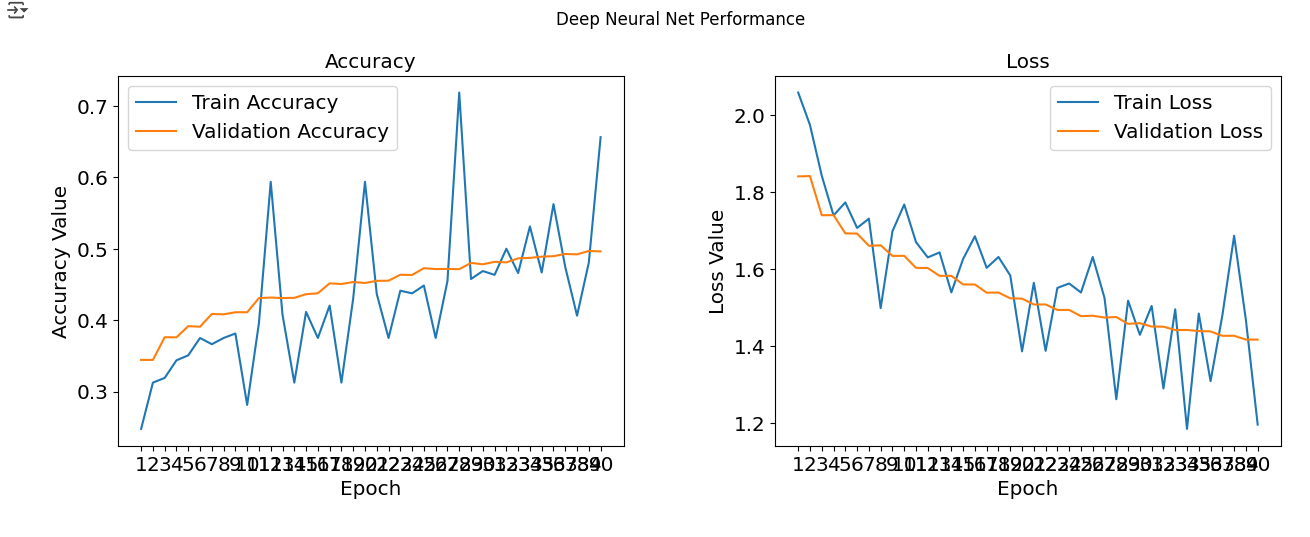 Deep Neural Net Performance
Accuracy
Train Accuracy
Validation Accuracy
Accuracy Value
0.7
0.6
0.5
0.4
0.3
Epoch
Loss
Train Loss
Validation Loss
Loss Value
2.0
1.8
1.6
1.4
1.2
Epoch